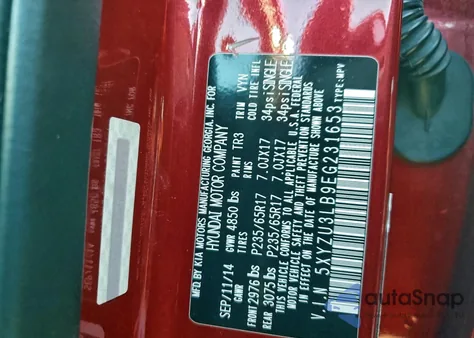 MFD. BY KIA MOTORS MANUFACTURING GEORGIA, INC. FOR
HYUNDAI MOTOR COMPANY
SEP/11/14 GVWR 4850 lbs PAINT TR3 TRIM VYN
GAWR TIRES COLD TIRE INFL
FRONT 2976 lbs P235/65R17 7.0JX17 34psi SINGLE
REAR 3075 lbs P235/65R17 7.0JX17 34psi SINGLE
THIS VEHICLE CONFORMS TO ALL APPLICABLE U.S.A. FEDERAL
MOTOR VEHICLE SAFETY AND THEFT PREVENTION STANDARDS
IN EFFECT ON THE DATE OF MANUFACTURE SHOWN ABOVE
V.I.N 5XYZU3LB9EG231653 TYPE: MPV
autoSnap